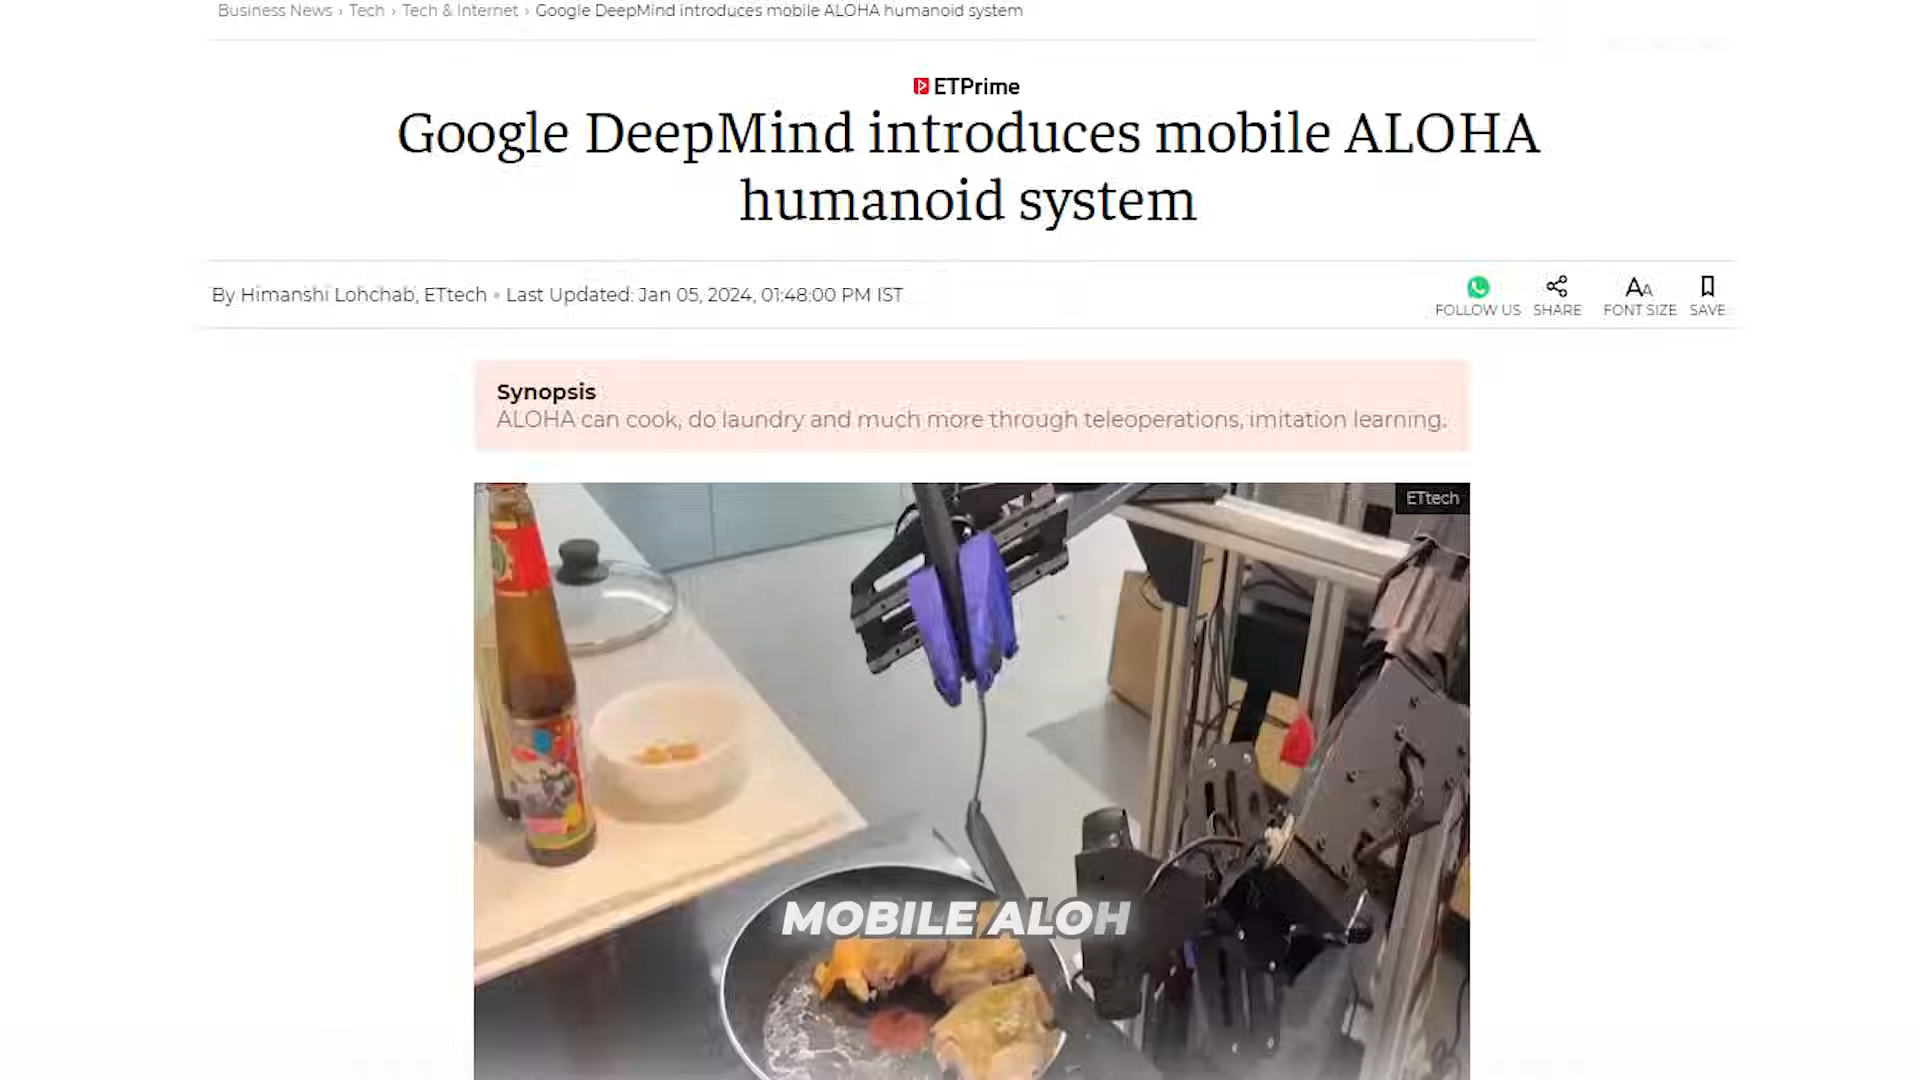 Business News › Tech › Tech & Internet › Google DeepMind introduces mobile ALOHA humanoid system
ETPrime
Google DeepMind introduces mobile ALOHA
humanoid system
By Himanshi Lohchab, ETtech • Last Updated: Jan 05, 2024, 01:48:00 PM IST
FOLLOW US SHARE FONT SIZE SAVE
Synopsis
ALOHA can cook, do laundry and much more through teleoperations, imitation learning.
ETtech
MOBILE ALOH